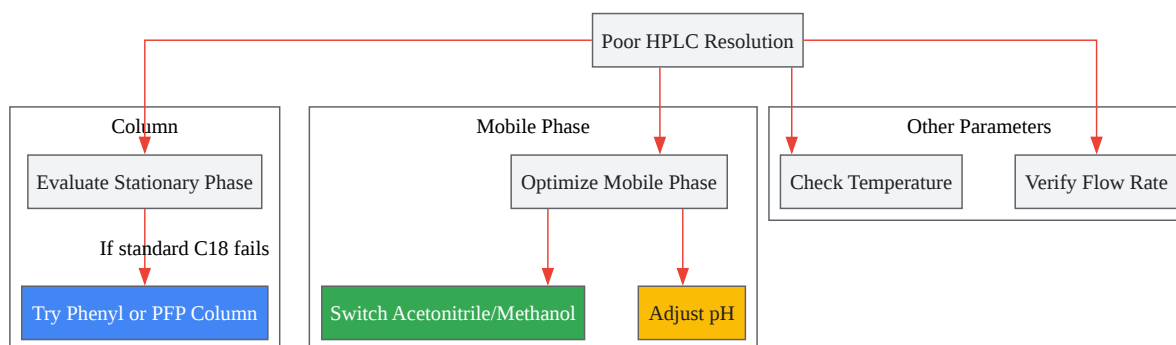 Poor HPLC Resolution
Column
Mobile Phase
Other Parameters
Evaluate Stationary Phase
Optimize Mobile Phase
Check Temperature
Verify Flow Rate
If standard C18 fails
Try Phenyl or PFP Column
Switch Acetonitrile/Methanol
Adjust pH